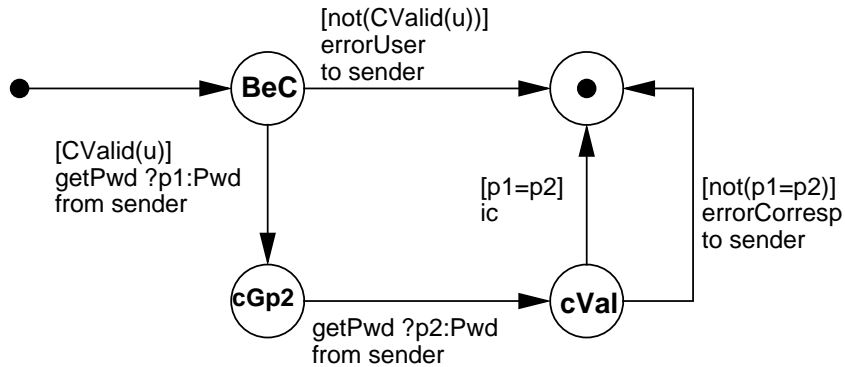 [not(CValid(u))]
errorUser
to sender
BeC
[CValid(u)]
getPwd ?p1:Pwd
from sender
[p1=p2]
ic
[not(p1=p2)]
errorCorresp
to sender
cGp2
cVal
getPwd ?p2:Pwd
from sender